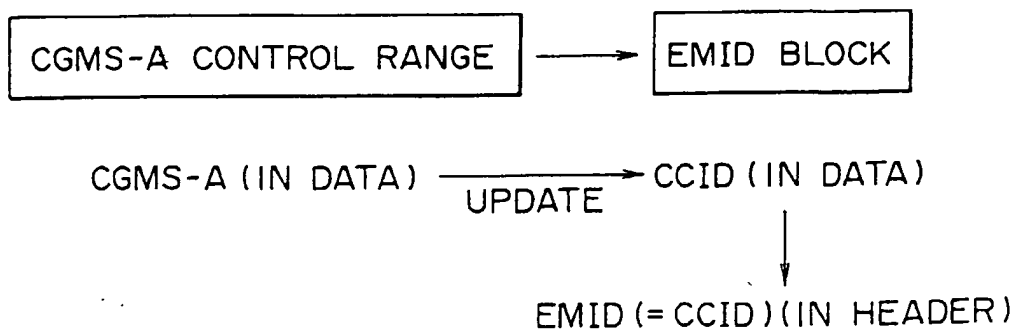 CGMS-A CONTROL RANGE → EMID BLOCK
CGMS-A (IN DATA) → CCID (IN DATA)
UPDATE
EMID (= CCID) (IN HEADER)